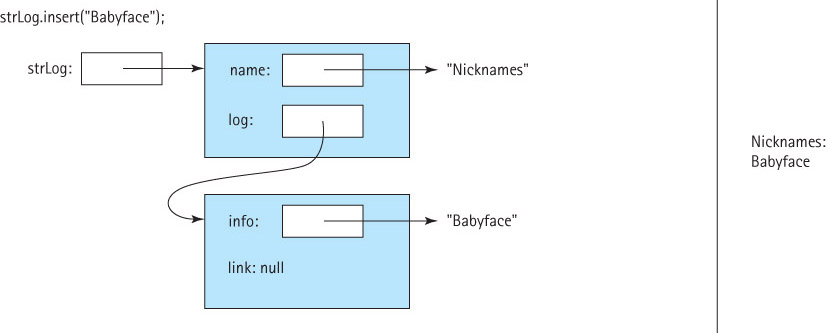 strLog.insert("Babyface");
strLog:
name:
"Nicknames"
log:
info:
"Babyface"
link: null
Nicknames:
Babyface